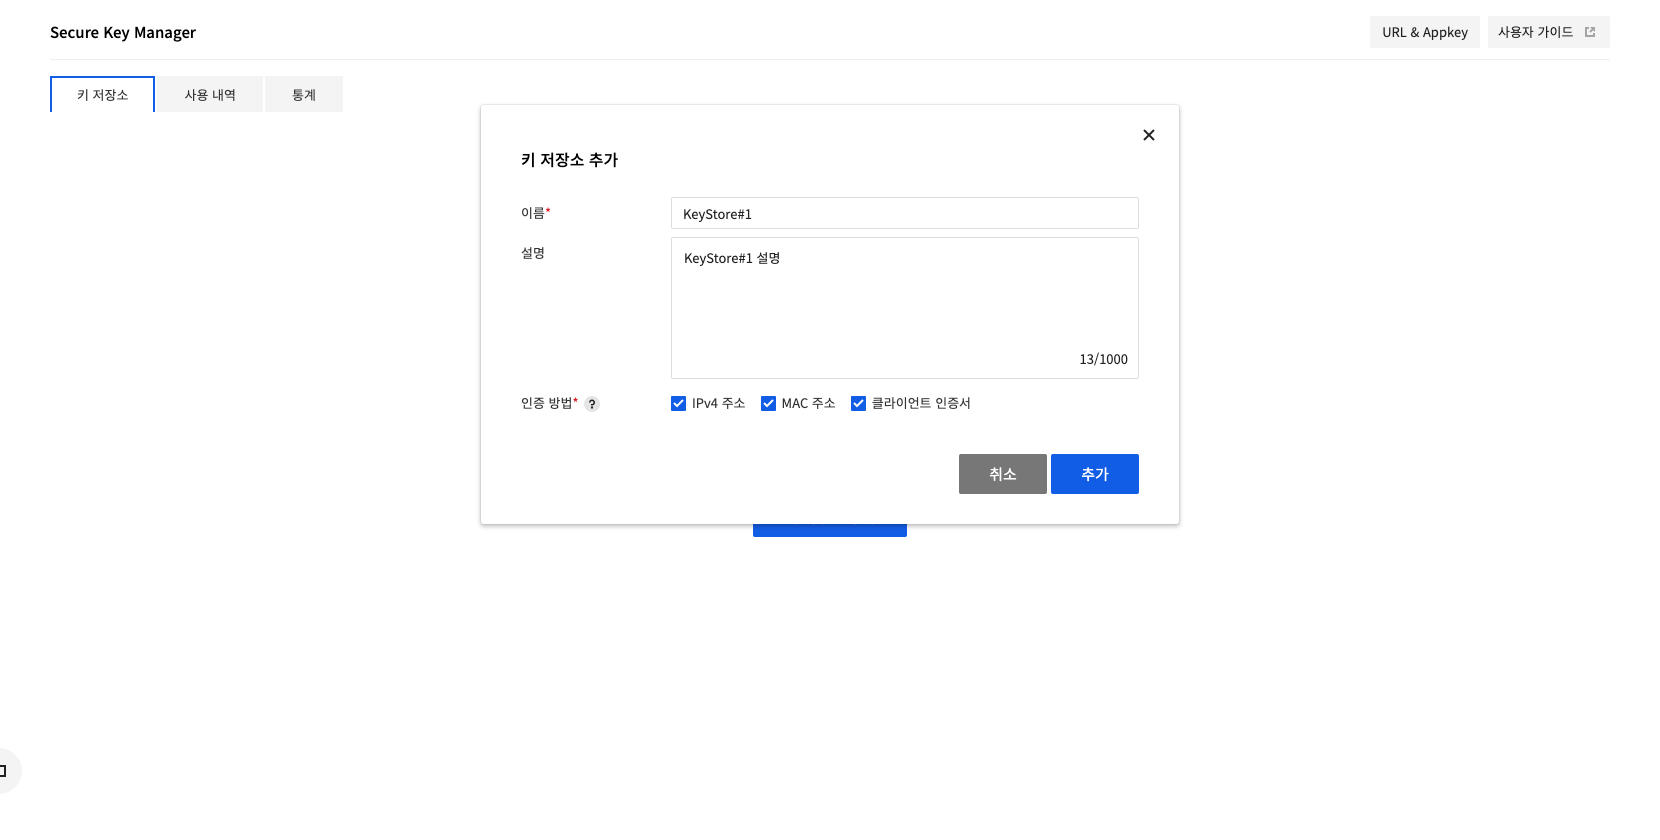 Secure Key Manager
URL & Appkey
사용자 가이드
키 저장소
사용 내역
통계
키 저장소 추가
이름*
KeyStore#1
설명
KeyStore#1 설명
13/1000
인증 방법* ?
IPv4 주소
MAC 주소
클라이언트 인증서
취소
추가